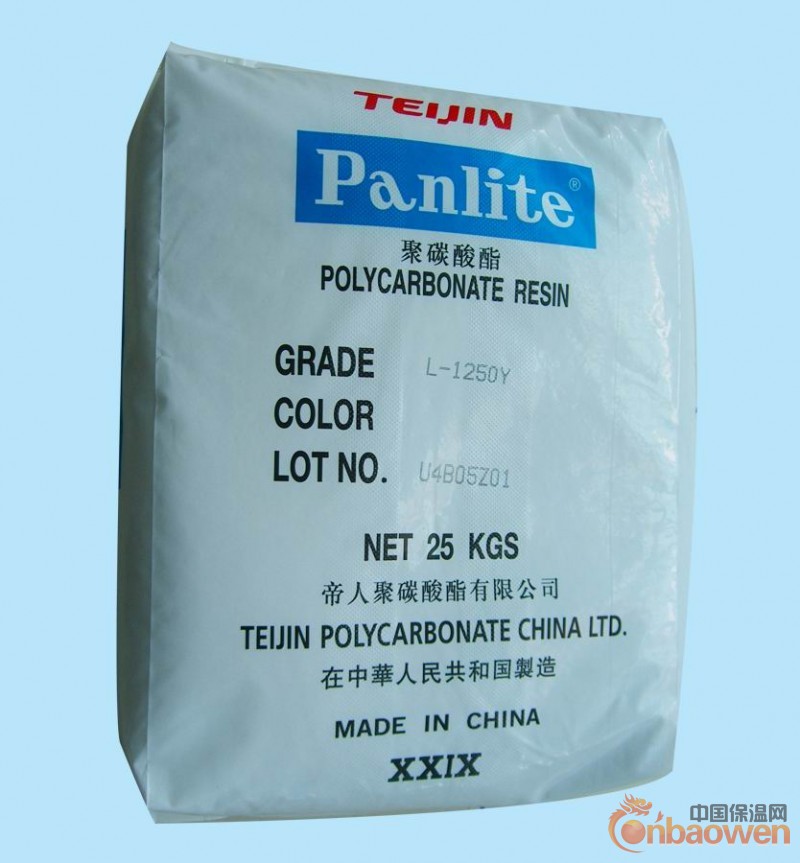 TEIJIN
Panlite®
聚碳酸酯
POLYCARBONATE RESIN
GRADE L-1250Y
COLOR
LOT NO. U4B05Z01
NET 25 KGS
帝人聚碳酸酯有限公司
TEIJIN POLYCARBONATE CHINA LTD.
在中華人民共和国製造
MADE IN CHINA
XXIX
中国保温网
cnbaowen